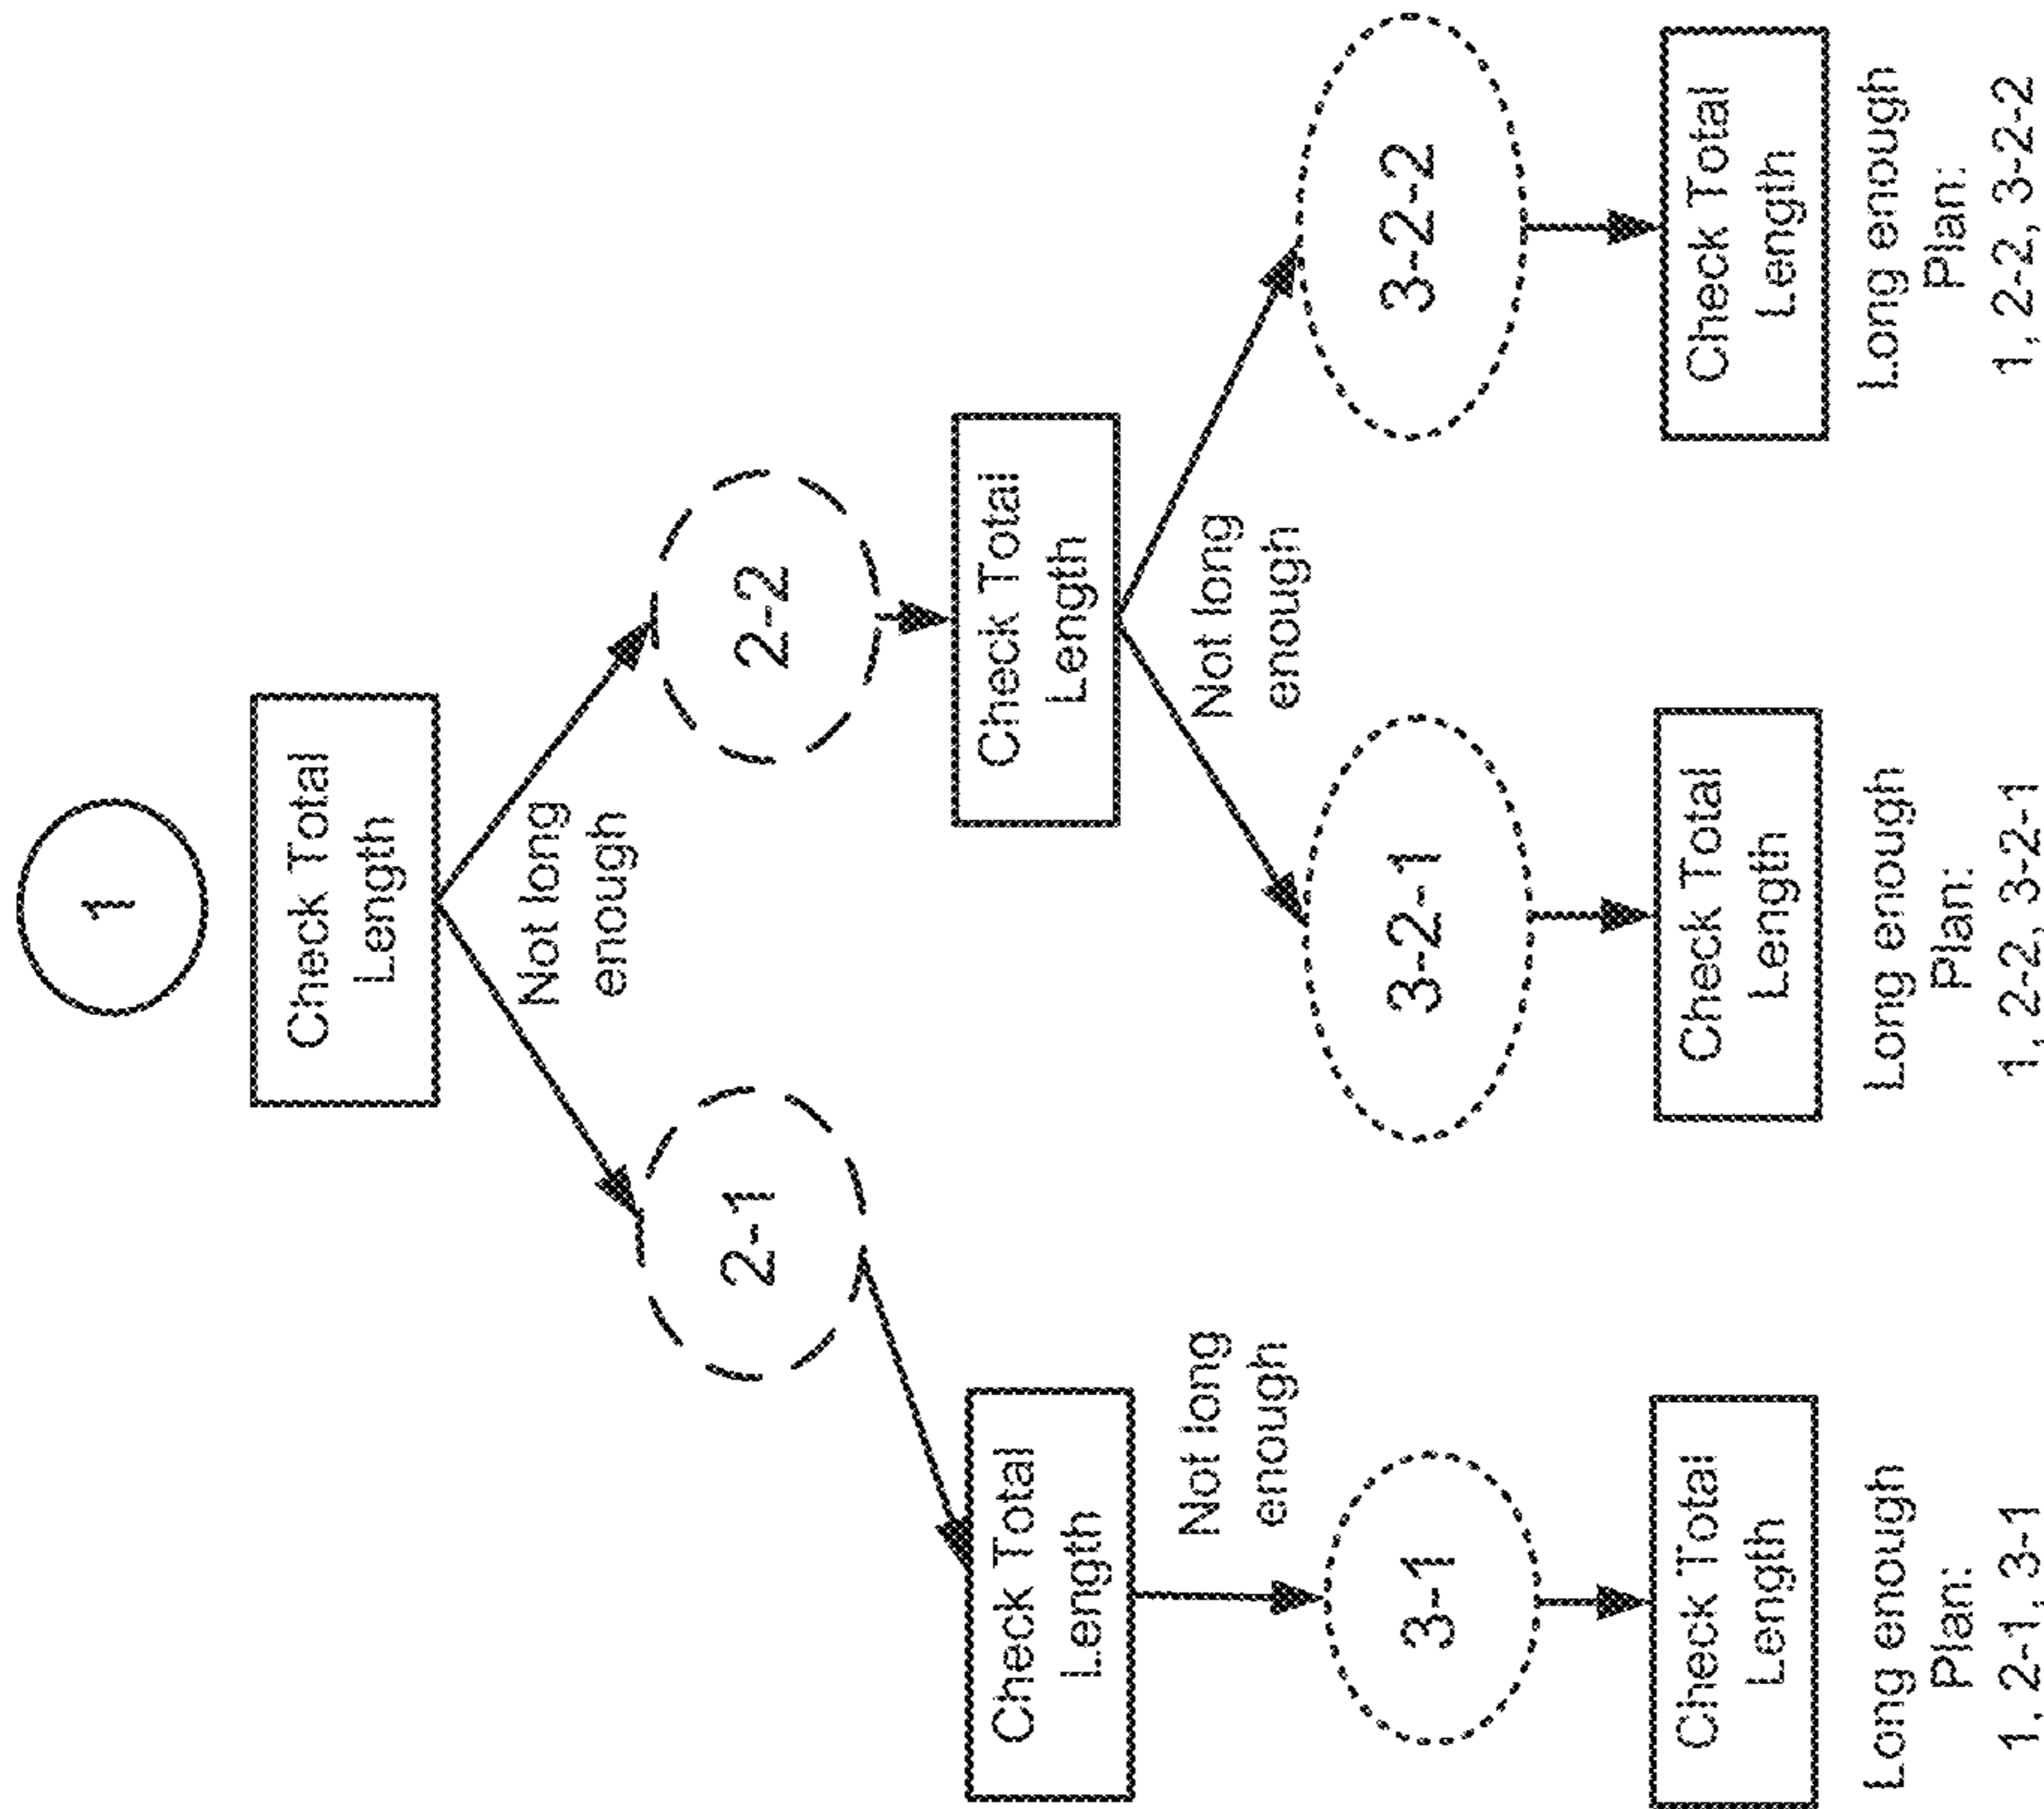 1
Check Total
Length
Not long
enough
2-1
2-2
Check Total
Length
Check Total
Length
Not long
enough
Not long
enough
3-1
3-2-1
3-2-2
Check Total
Length
Check Total
Length
Check Total
Length
Long enough
Plan:
1, 2-1, 3-1
Long enough
Plan:
1, 2-2, 3-2-1
Long enough
Plan:
1, 2-2, 3-2-2